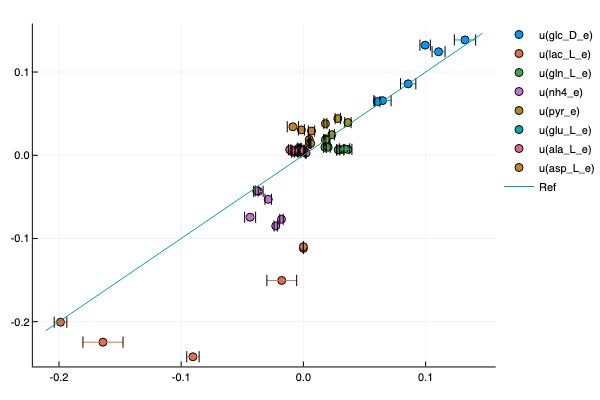 0.1
0.0
-0.1
-0.2
-0.2
-0.1
0.0
0.1
u(glc_D_e)
u(lac_L_e)
u(gln_L_e)
u(nh4_e)
u(pyr_e)
u(glu_L_e)
u(ala_L_e)
u(asp_L_e)
Ref